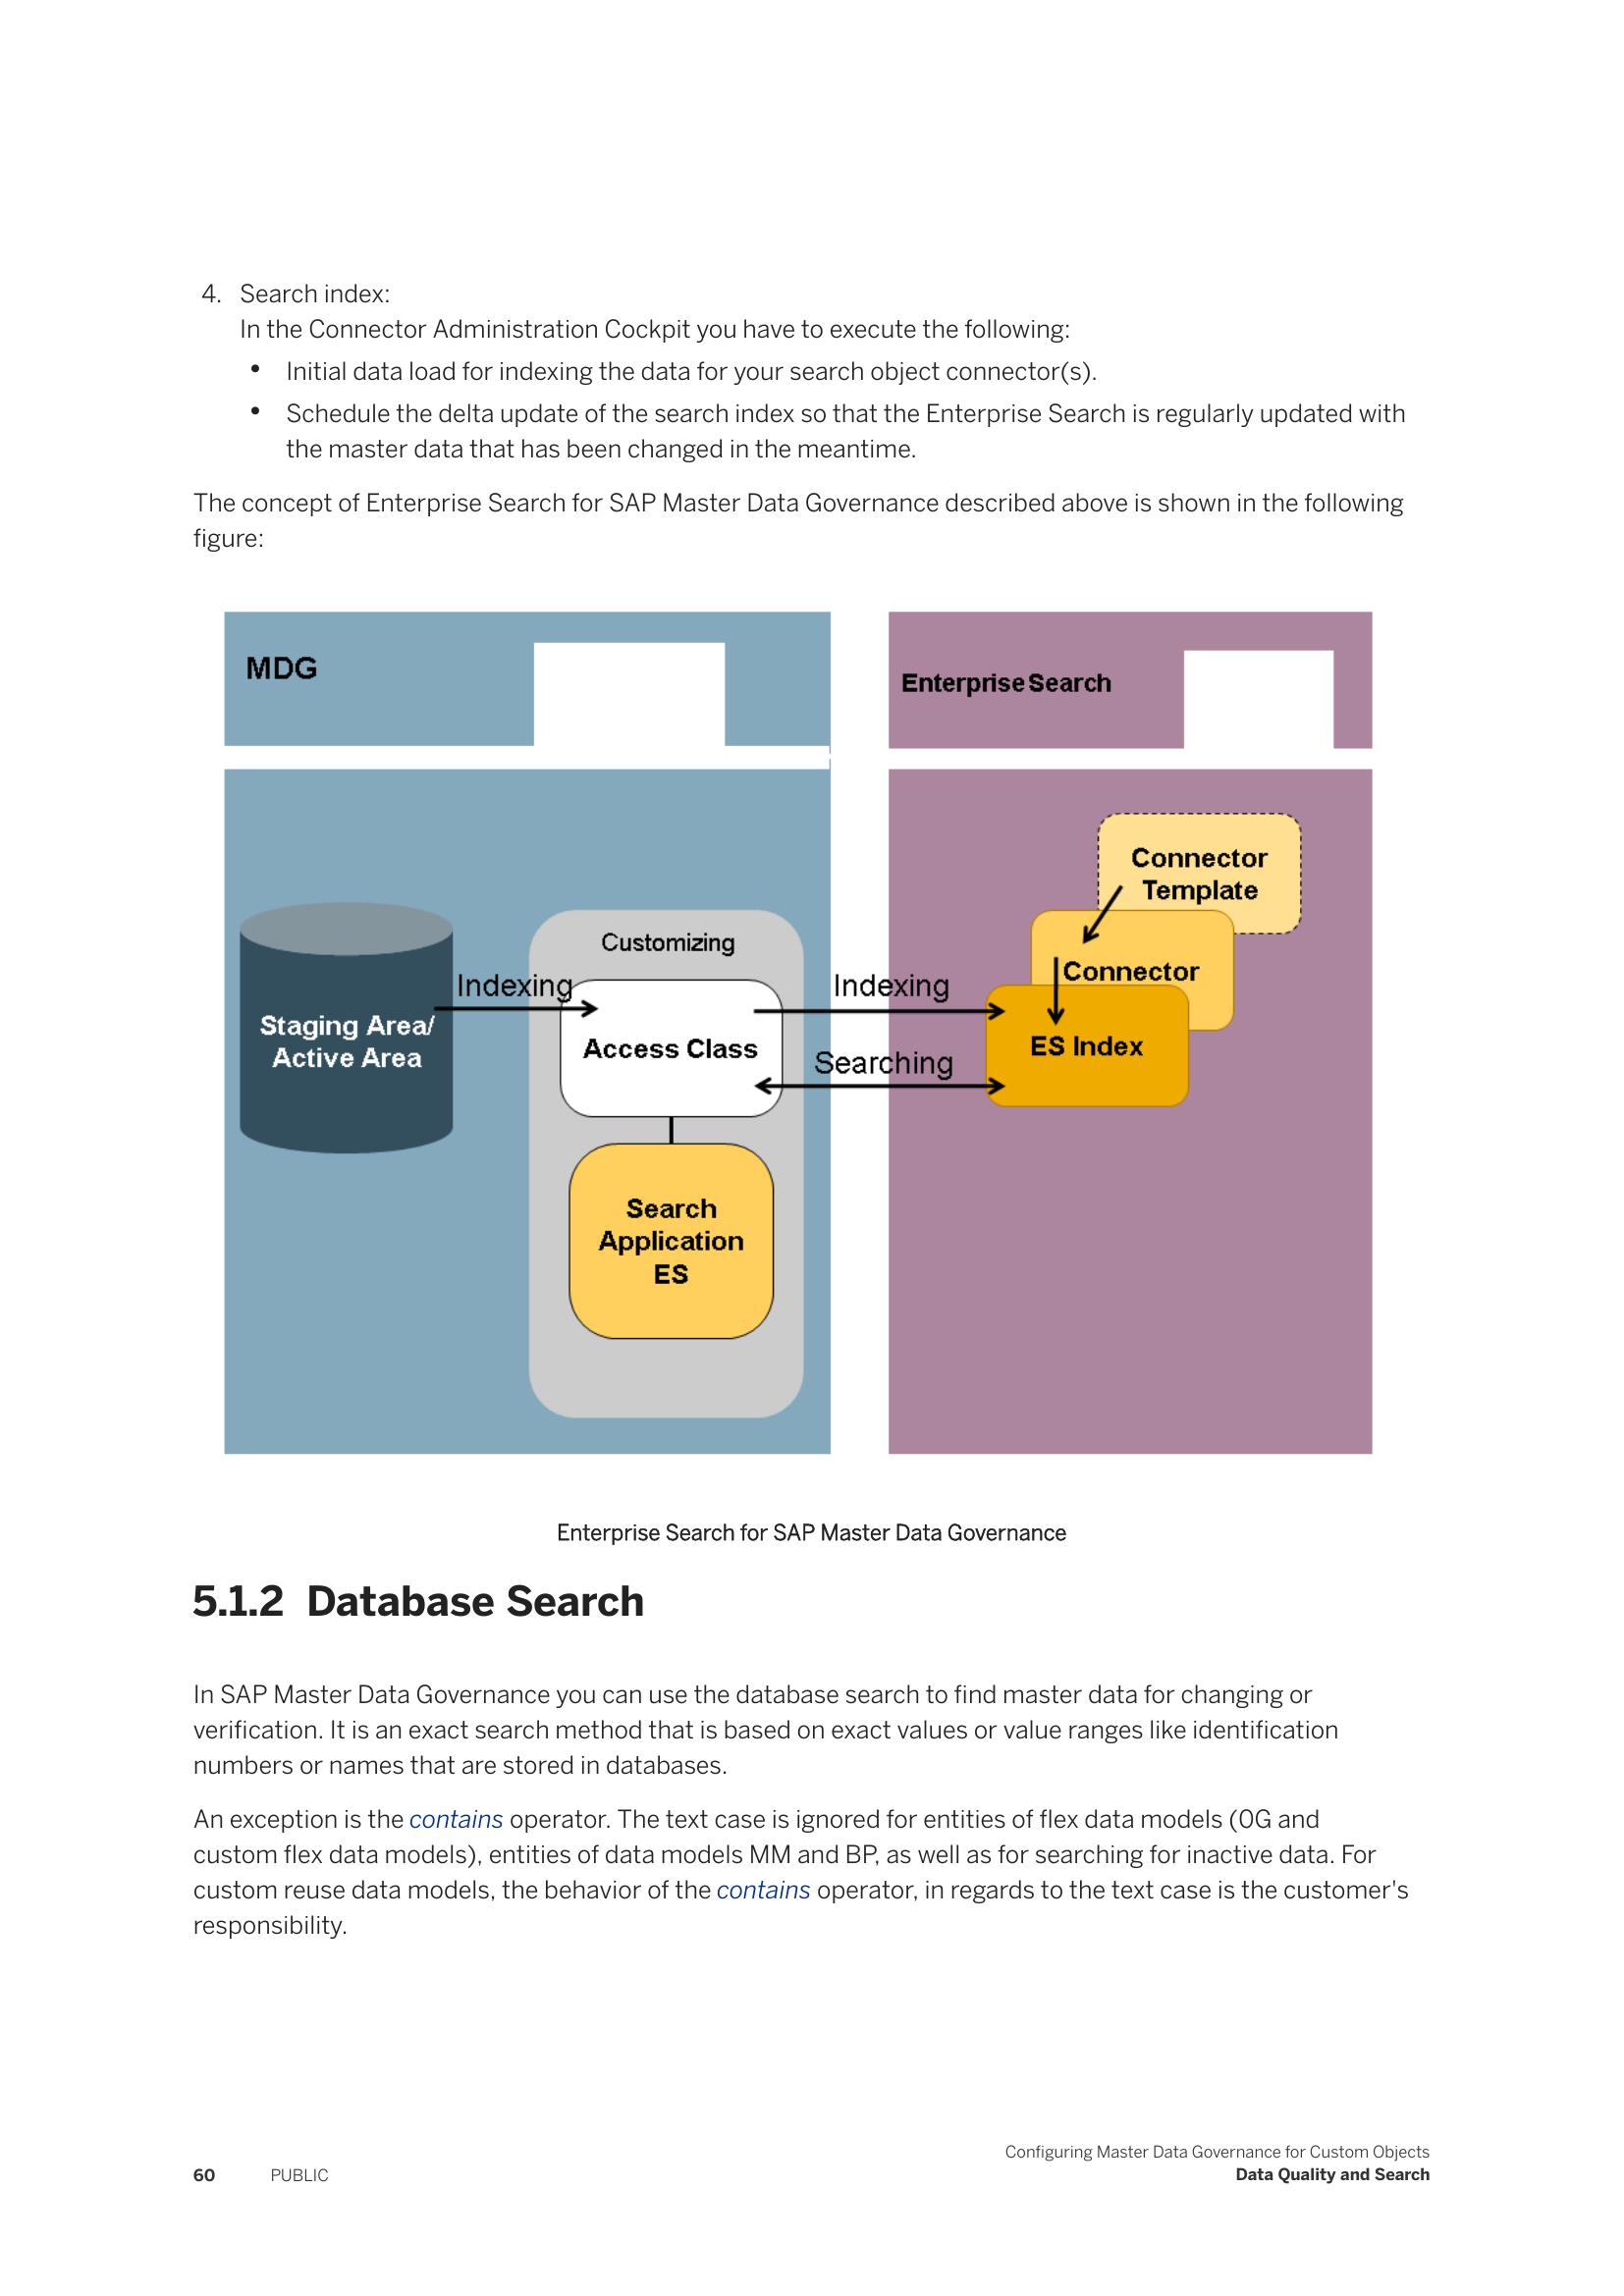 4. Search index:
In the Connector Administration Cockpit you have to execute the following:
• Initial data load for indexing the data for your search object connector(s).
• Schedule the delta update of the search index so that the Enterprise Search is regularly updated with
the master data that has been changed in the meantime.
The concept of Enterprise Search for SAP Master Data Governance described above is shown in the following
figure:
MDG
Enterprise Search
Connector
Template
Customizing
Connector
Indexing
Indexing
Staging Area/
Active Area
Access Class
ES Index
Searching
Search
Application
ES
Enterprise Search for SAP Master Data Governance
5.1.2 Database Search
In SAP Master Data Governance you can use the database search to find master data for changing or
verification. It is an exact search method that is based on exact values or value ranges like identification
numbers or names that are stored in databases.
An exception is the contains operator. The text case is ignored for entities of flex data models (0G and
custom flex data models), entities of data models MM and BP, as well as for searching for inactive data. For
custom reuse data models, the behavior of the contains operator, in regards to the text case is the customer's
responsibility.
Configuring Master Data Governance for Custom Objects
60 PUBLIC Data Quality and Search